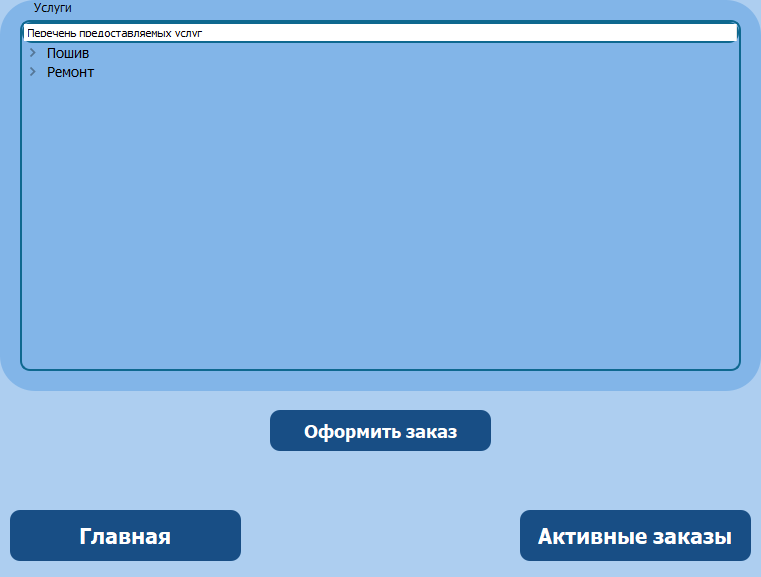 Услуги
Перечень предоставляемых услуг
Пошив
Ремонт
Оформить заказ
Главная
Активные заказы